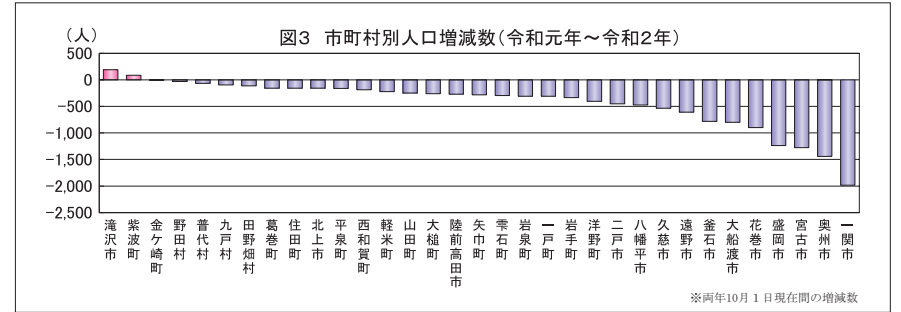 図3 市町村別人口増減数(令和元年～令和2年)
(人)
500
0
-500
-1,000
-1,500
-2,000
-2,500
滝沢市
紫波町
金ケ崎町
野田村
普代村
九戸村
田野畑村
葛巻町
住田町
北上市
平泉町
西和賀町
軽米町
山田町
大槌町
陸前高田市
矢巾町
雫石町
岩泉町
一戸町
岩手町
洋野町
二戸市
八幡平市
久慈市
遠野市
釜石市
大船渡市
花巻市
盛岡市
宮古市
奥州市
一関市
※両年10月1日現在間の増減数